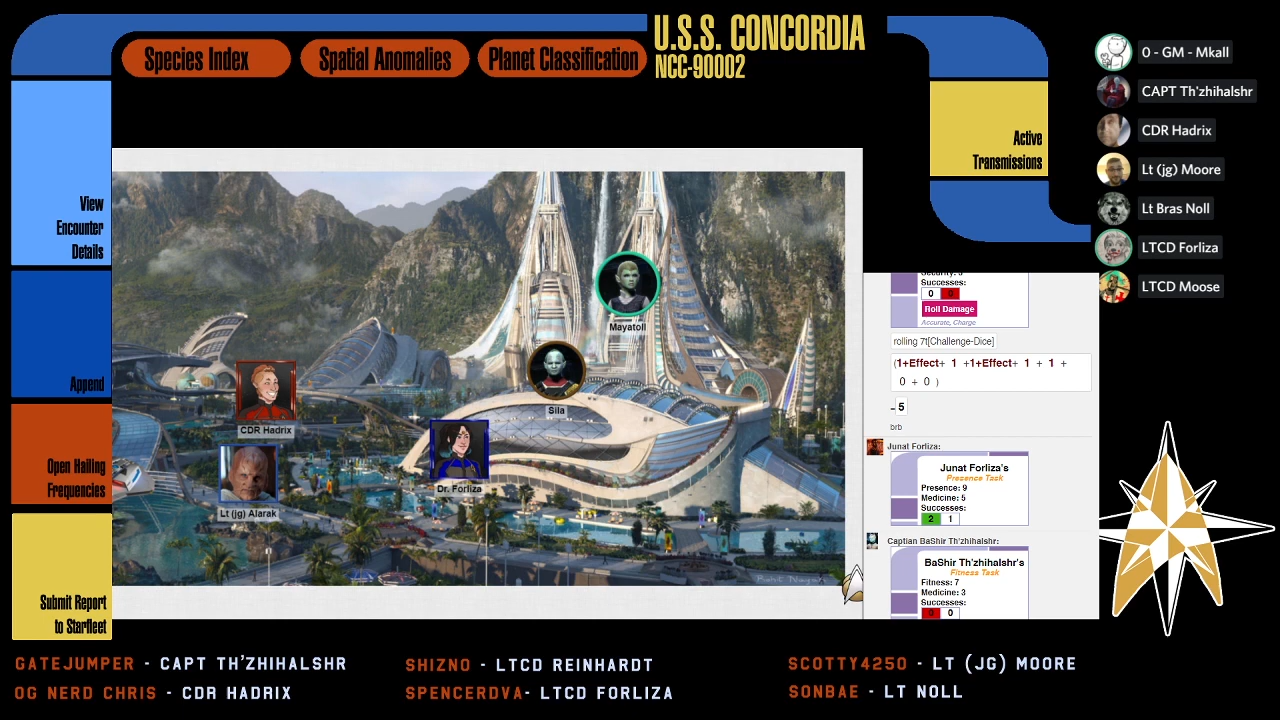 Species Index
Spatial Anomalies
Planet Classification
U.S.S. CONCORDIA
NCC-90002
View
Encounter
Details
Append
Open Hailing
Frequencies
Submit Report
to Starfleet
Active
Transmissions
0 - GM - Mkall
CAPT Th'zhihalshr
CDR Hadrix
Lt (jg) Moore
Lt Bras Noll
LTCD Forliza
LTCD Moose
Mayatoll
Sila
CDR Hadrix
Dr. Forliza
Lt (jg) Alarak
Successes:
0
Roll Damage
Accurate, Charge
rolling 7t[Challenge-Dice]
(1+Effect+ 1 +1+Effect+ 1 + 1 +
0 + 0 )
=5
brb
Junat Forliza:
Junat Forliza's
Presence Task
Presence: 9
Medicine: 5
Successes:
2 1
Captian BaShir Th'zhihalshr:
BaShir Th'zhihalshr's
Fitness Task
Fitness: 7
Medicine: 3
Successes:
0 0
GATEJUMPER - CAPT TH'ZHIHALSHR
OG NERD CHRIS - CDR HADRIX
SHIZNO - LTCD REINHARDT
SPENCERDVA- LTCD FORLIZA
SCOTTY4250 - LT (JG) MOORE
SONBAE - LT NOLL